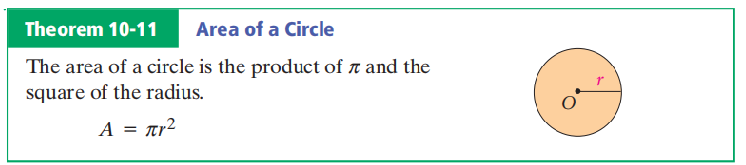 Theorem 10-11 Area of a Circle
The area of a circle is the product of π and the
square of the radius.
A = πr²
r
O